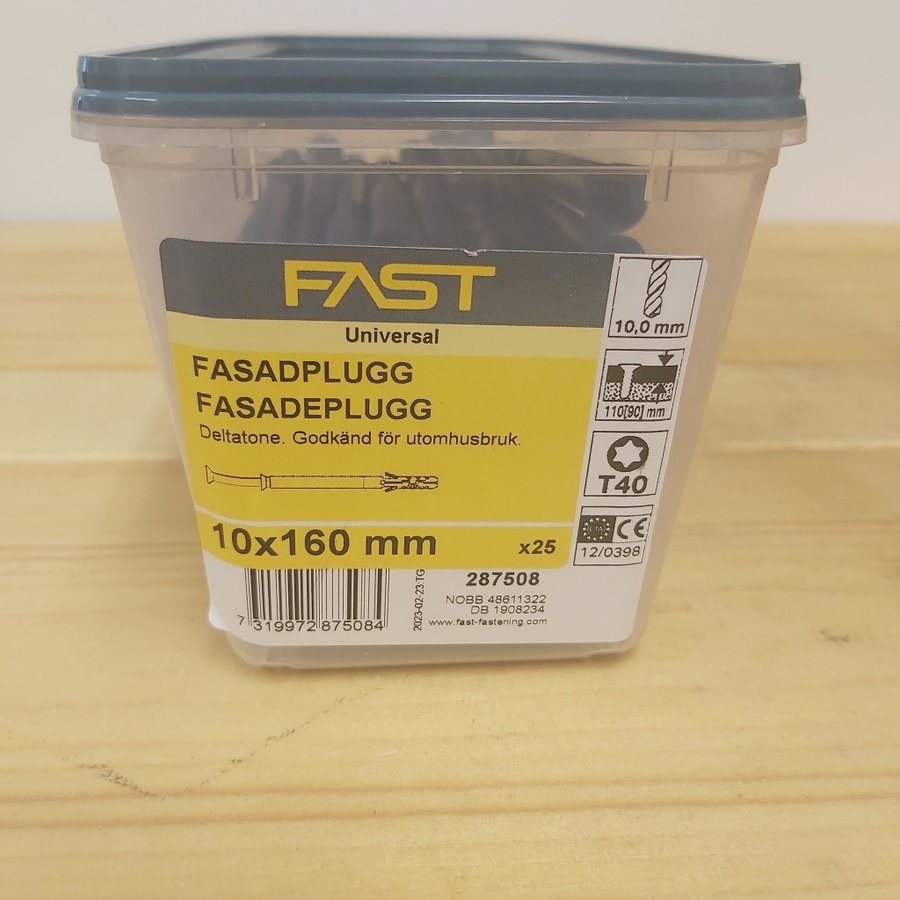 FAST
Universal
FASADPLUGG
FASADEPLUGG
Deltatone. Godkänd för utomhusbruk.
10x160 mm
x25
10,0 mm
110[90] mm
T40
ETA CE
12/0398
7 319972 875084
2023-02-23:TG
287508
NOBB 48611322
DB 1908234
www.fast-fastening.com